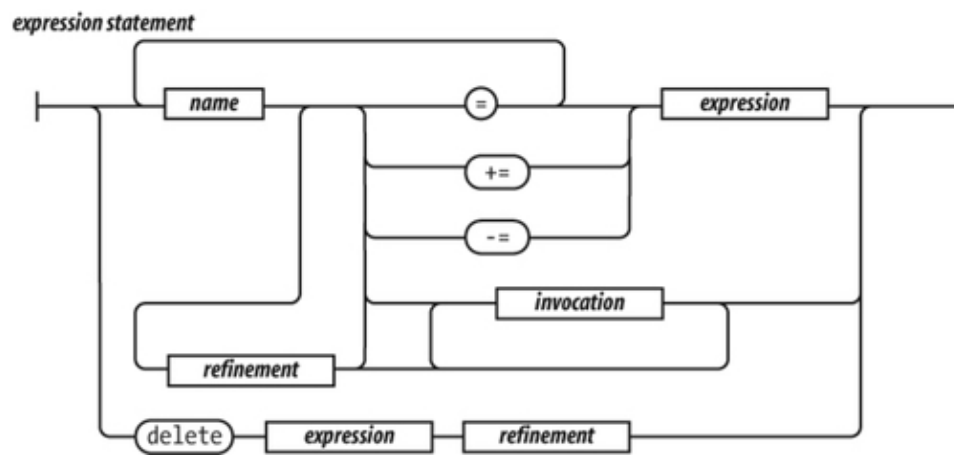 expression statement
name = expression
+=
-=
invocation
refinement
delete expression refinement